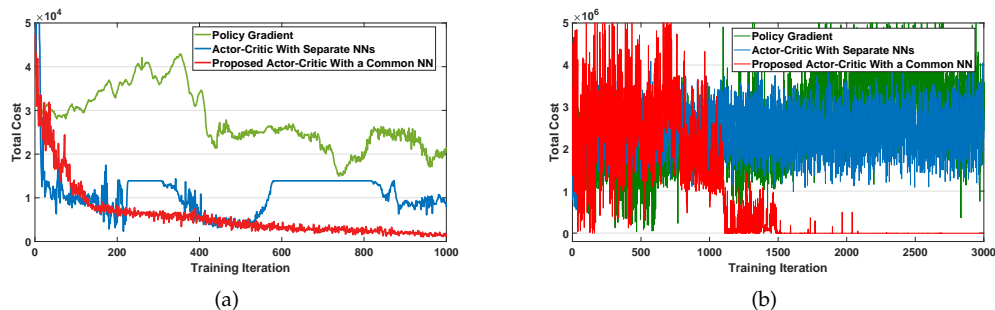 ×10⁴
5
4
3
2
1
0
Total Cost
0 200 400 600 800 1000
Training Iteration
Policy Gradient
Actor-Critic With Separate NNs
Proposed Actor-Critic With a Common NN
(a)
×10⁶
5
4
3
2
1
0
Total Cost
0 500 1000 1500 2000 2500 3000
Training Iteration
Policy Gradient
Actor-Critic With Separate NNs
Proposed Actor-Critic With a Common NN
(b)